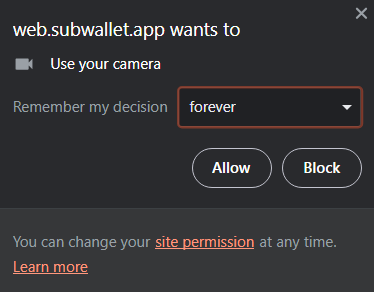 web.subwallet.app wants to
Use your camera
Remember my decision forever
Allow Block
You can change your site permission at any time.
Learn more